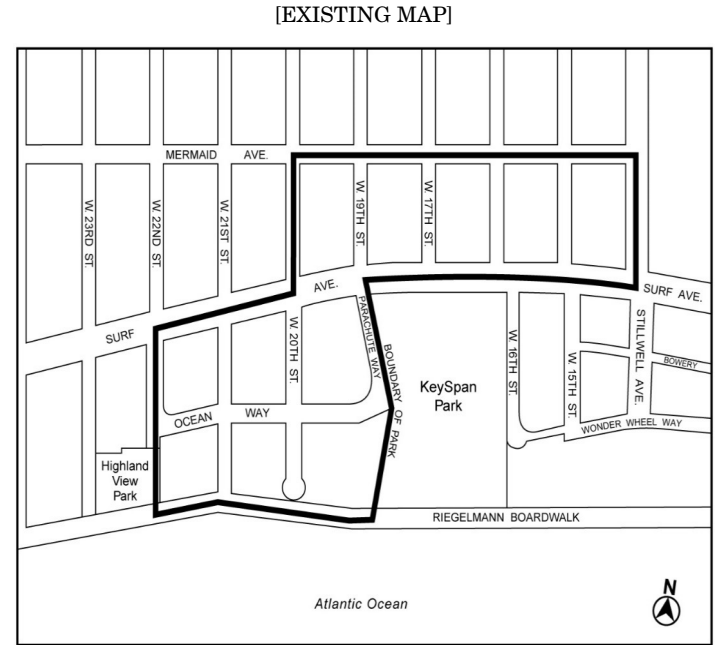 [EXISTING MAP]
MERMAID AVE.
W. 23RD ST.
W. 22ND ST.
W. 21ST ST.
W. 19TH ST.
W. 17TH ST.
SURF AVE.
SURF AVE.
W. 20TH ST.
PARACHUTE WAY
BOUNDARY OF PARK
KeySpan
Park
W. 16TH ST.
W. 15TH ST.
STILLWELL AVE.
BOWERY
OCEAN WAY
WONDER WHEEL WAY
Highland
View
Park
RIEGELMANN BOARDWALK
Atlantic Ocean
N